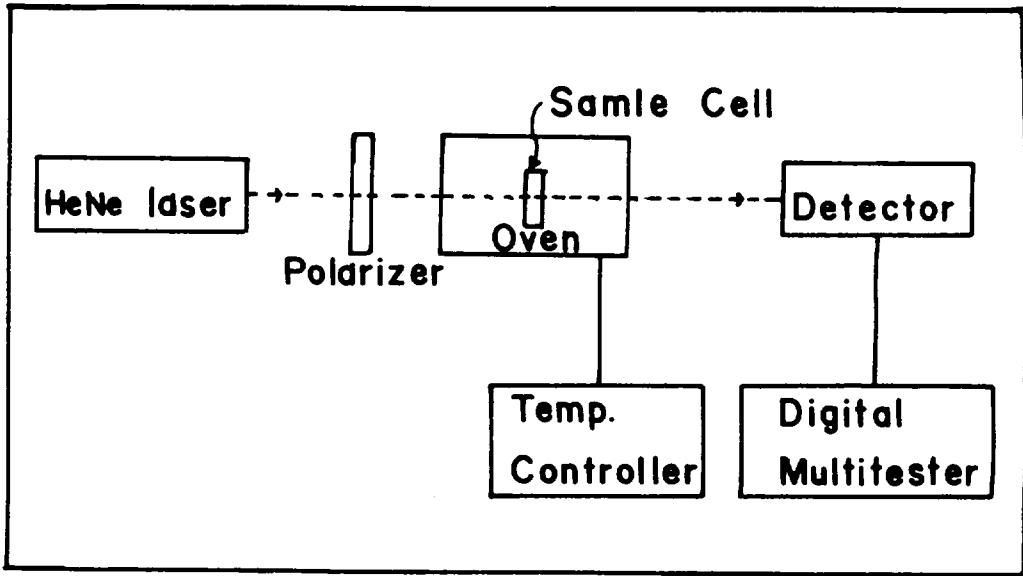 Samle Cell
HeNe laser
Detector
Oven
Polarizer
Temp.
Controller
Digital
Multitester